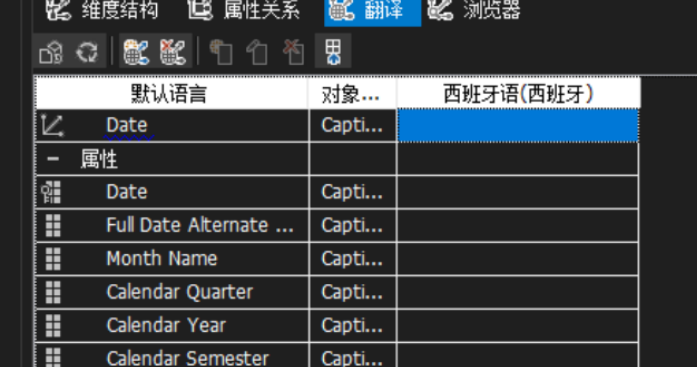 维度结构 属性关系 翻译 浏览器
默认语言 对象... 西班牙语(西班牙)
Date Capti...
− 属性
Date Capti...
Full Date Alternate ... Capti...
Month Name Capti...
Calendar Quarter Capti...
Calendar Year Capti...
Calendar Semester Capti...